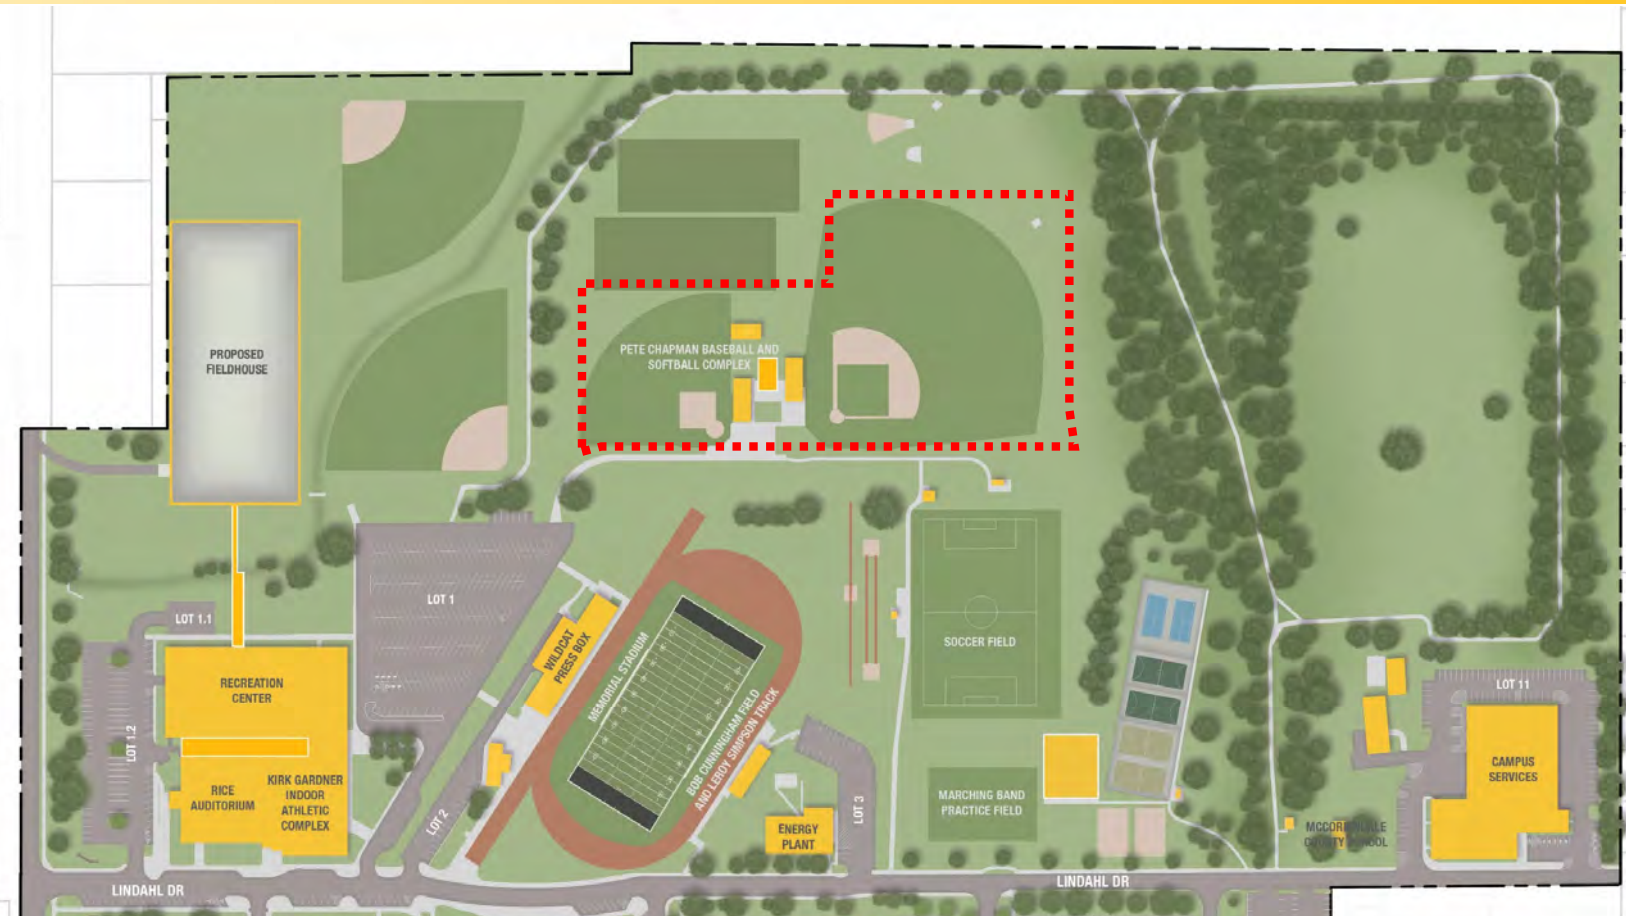 PETE CHAPMAN BASEBALL AND
SOFTBALL COMPLEX
PROPOSED
FIELDHOUSE
LOT 1
LOT 1.1
WILDCAT
PRESS BOX
MEMORIAL STADIUM
SOCCER FIELD
RECREATION
CENTER
LOT 11
BOB CUNINGHAM FIELD
AND LEROY SIMPSON TRACK
LOT 1.2
CAMPUS
SERVICES
RICE
AUDITORIUM
KIRK GARDNER
INDOOR
ATHLETIC
COMPLEX
MARCHING BAND
PRACTICE FIELD
LOT 2
LOT 3
ENERGY
PLANT
LINDAHL DR
LINDAHL DR